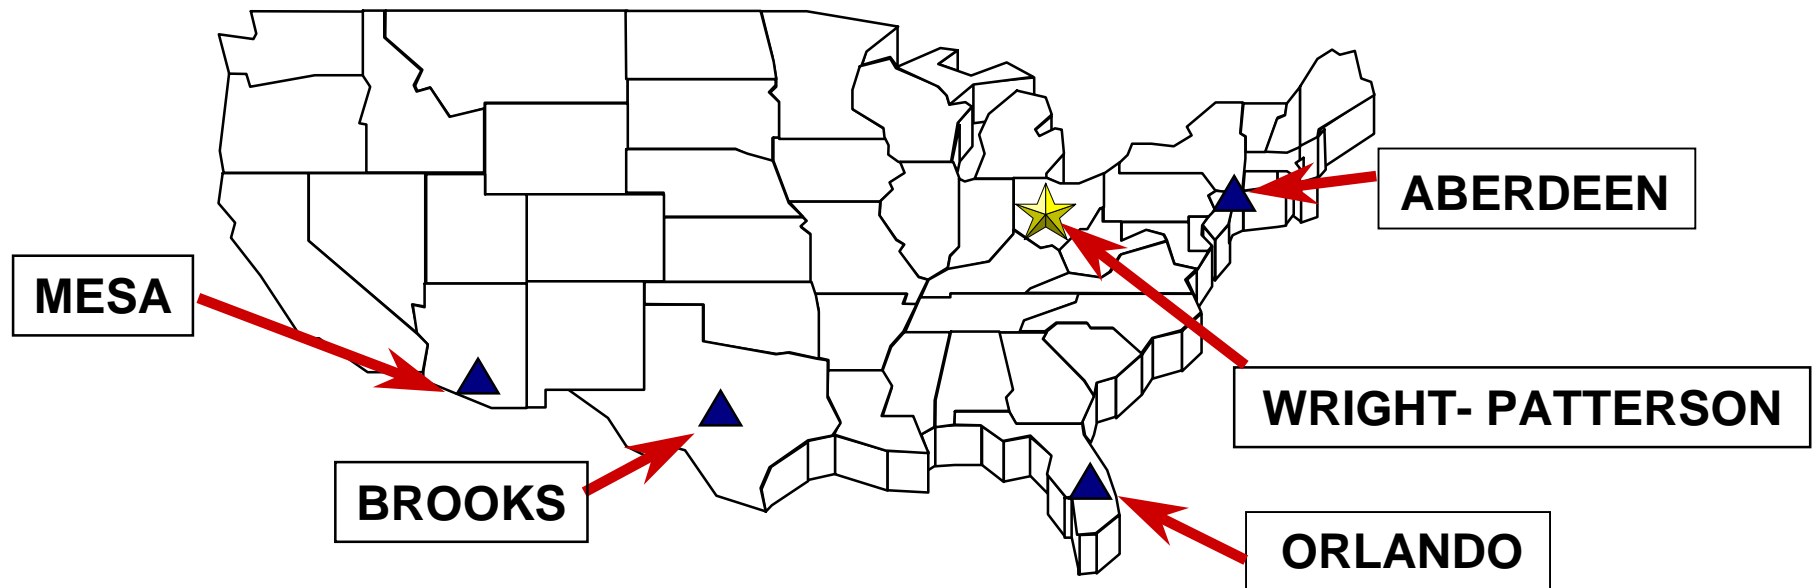 ABERDEEN
MESA
WRIGHT- PATTERSON
BROOKS
ORLANDO